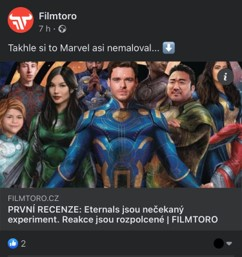 Filmtoro
7 h ·
Takhle si to Marvel asi nemaloval... ⬇️
i
FILMTORO.CZ
PRVNÍ RECENZE: Eternals jsou nečekaný
experiment. Reakce jsou rozpolcené | FILMTORO
2